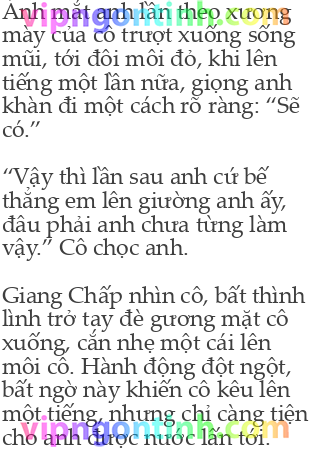 Ánh mắt anh lần theo xương
mày của cô trượt xuống sống
mũi, tới đôi môi đỏ, khi lên
tiếng một lần nữa, giọng anh
khàn đi một cách rõ ràng: “Sẽ
có.”
“Vậy thì lần sau anh cứ bế
thẳng em lên giường anh ấy,
đâu phải anh chưa từng làm
vậy.” Cô chọc anh.
Giang Chấp nhìn cô, bất thình
lình trở tay đè gương mặt cô
xuống, cắn nhẹ một cái lên
môi cô. Hành động đột ngột,
bất ngờ này khiến cô kêu lên
một tiếng, nhưng chỉ càng tiện
cho anh được nước lấn tới.
vipngontinh.com
vipngontinh.com